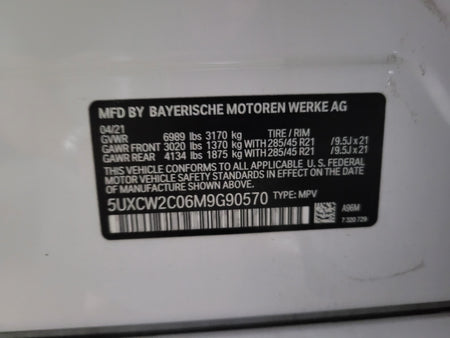 MFD BY BAYERISCHE MOTOREN WERKE AG
04/21
GVWR 6989 lbs 3170 kg TIRE / RIM
GAWR FRONT 3020 lbs 1370 kg WITH 285/45 R21 /9.5J x 21
GAWR REAR 4134 lbs 1875 kg WITH 285/45 R21 /9.5J x 21
THIS VEHICLE CONFORMS TO ALL APPLICABLE U. S. FEDERAL
MOTOR VEHICLE SAFETY STANDARDS IN EFFECT ON THE
DATE OF MANUFACTURE SHOWN ABOVE.
5UXCW2C06M9G90570 TYPE: MPV
A96M
7 320 729